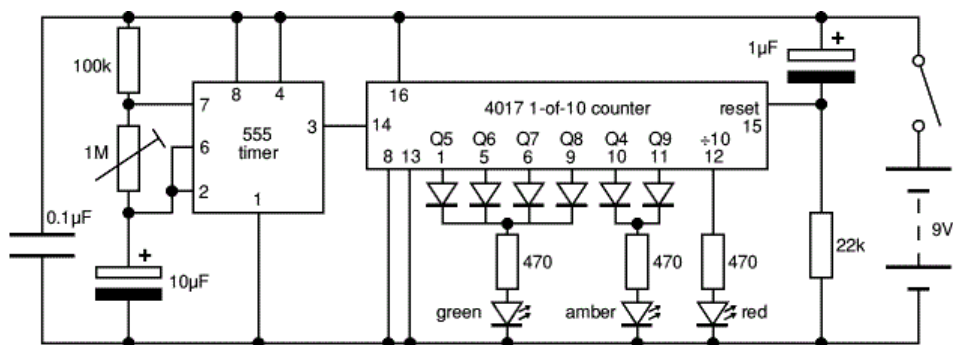 100k
1M
0.1µF
10µF
+
7
6
2
8
4
555
timer
3
1
16
4017 1-of-10 counter
reset
15
14
8
13
Q5
Q6
Q7
Q8
Q4
Q9
÷10
1
5
6
9
10
11
12
470
470
470
green
amber
red
1µF
+
22k
9V